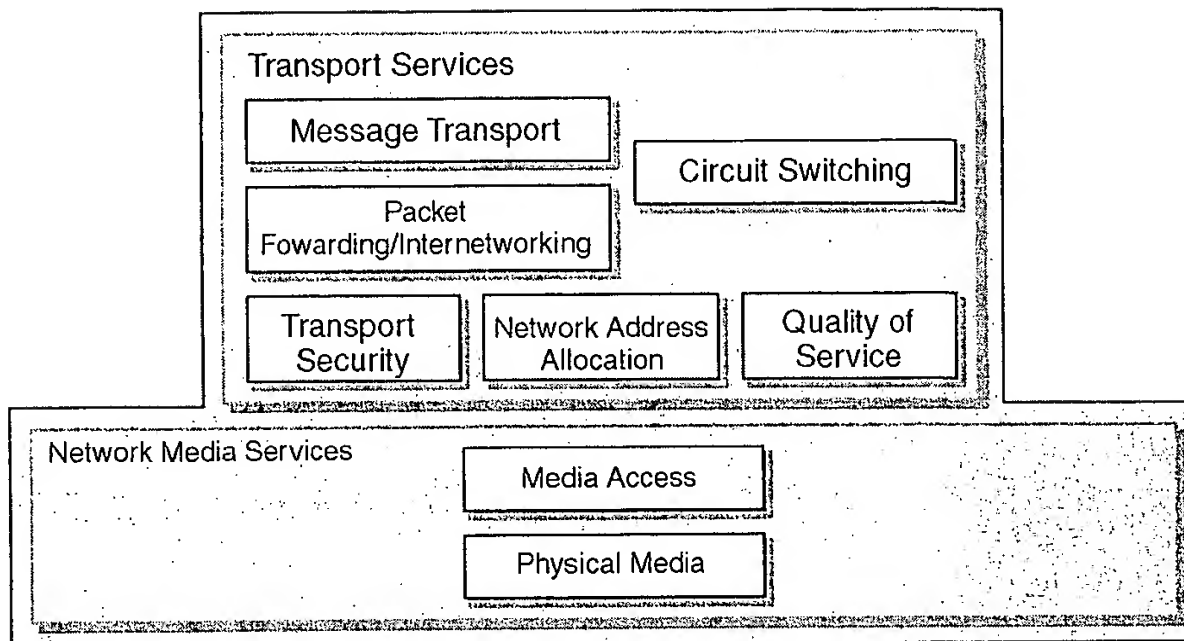 Transport Services
Message Transport
Circuit Switching
Packet
Fowarding/Internetworking
Transport
Security
Network Address
Allocation
Quality of
Service
Network Media Services
Media Access
Physical Media